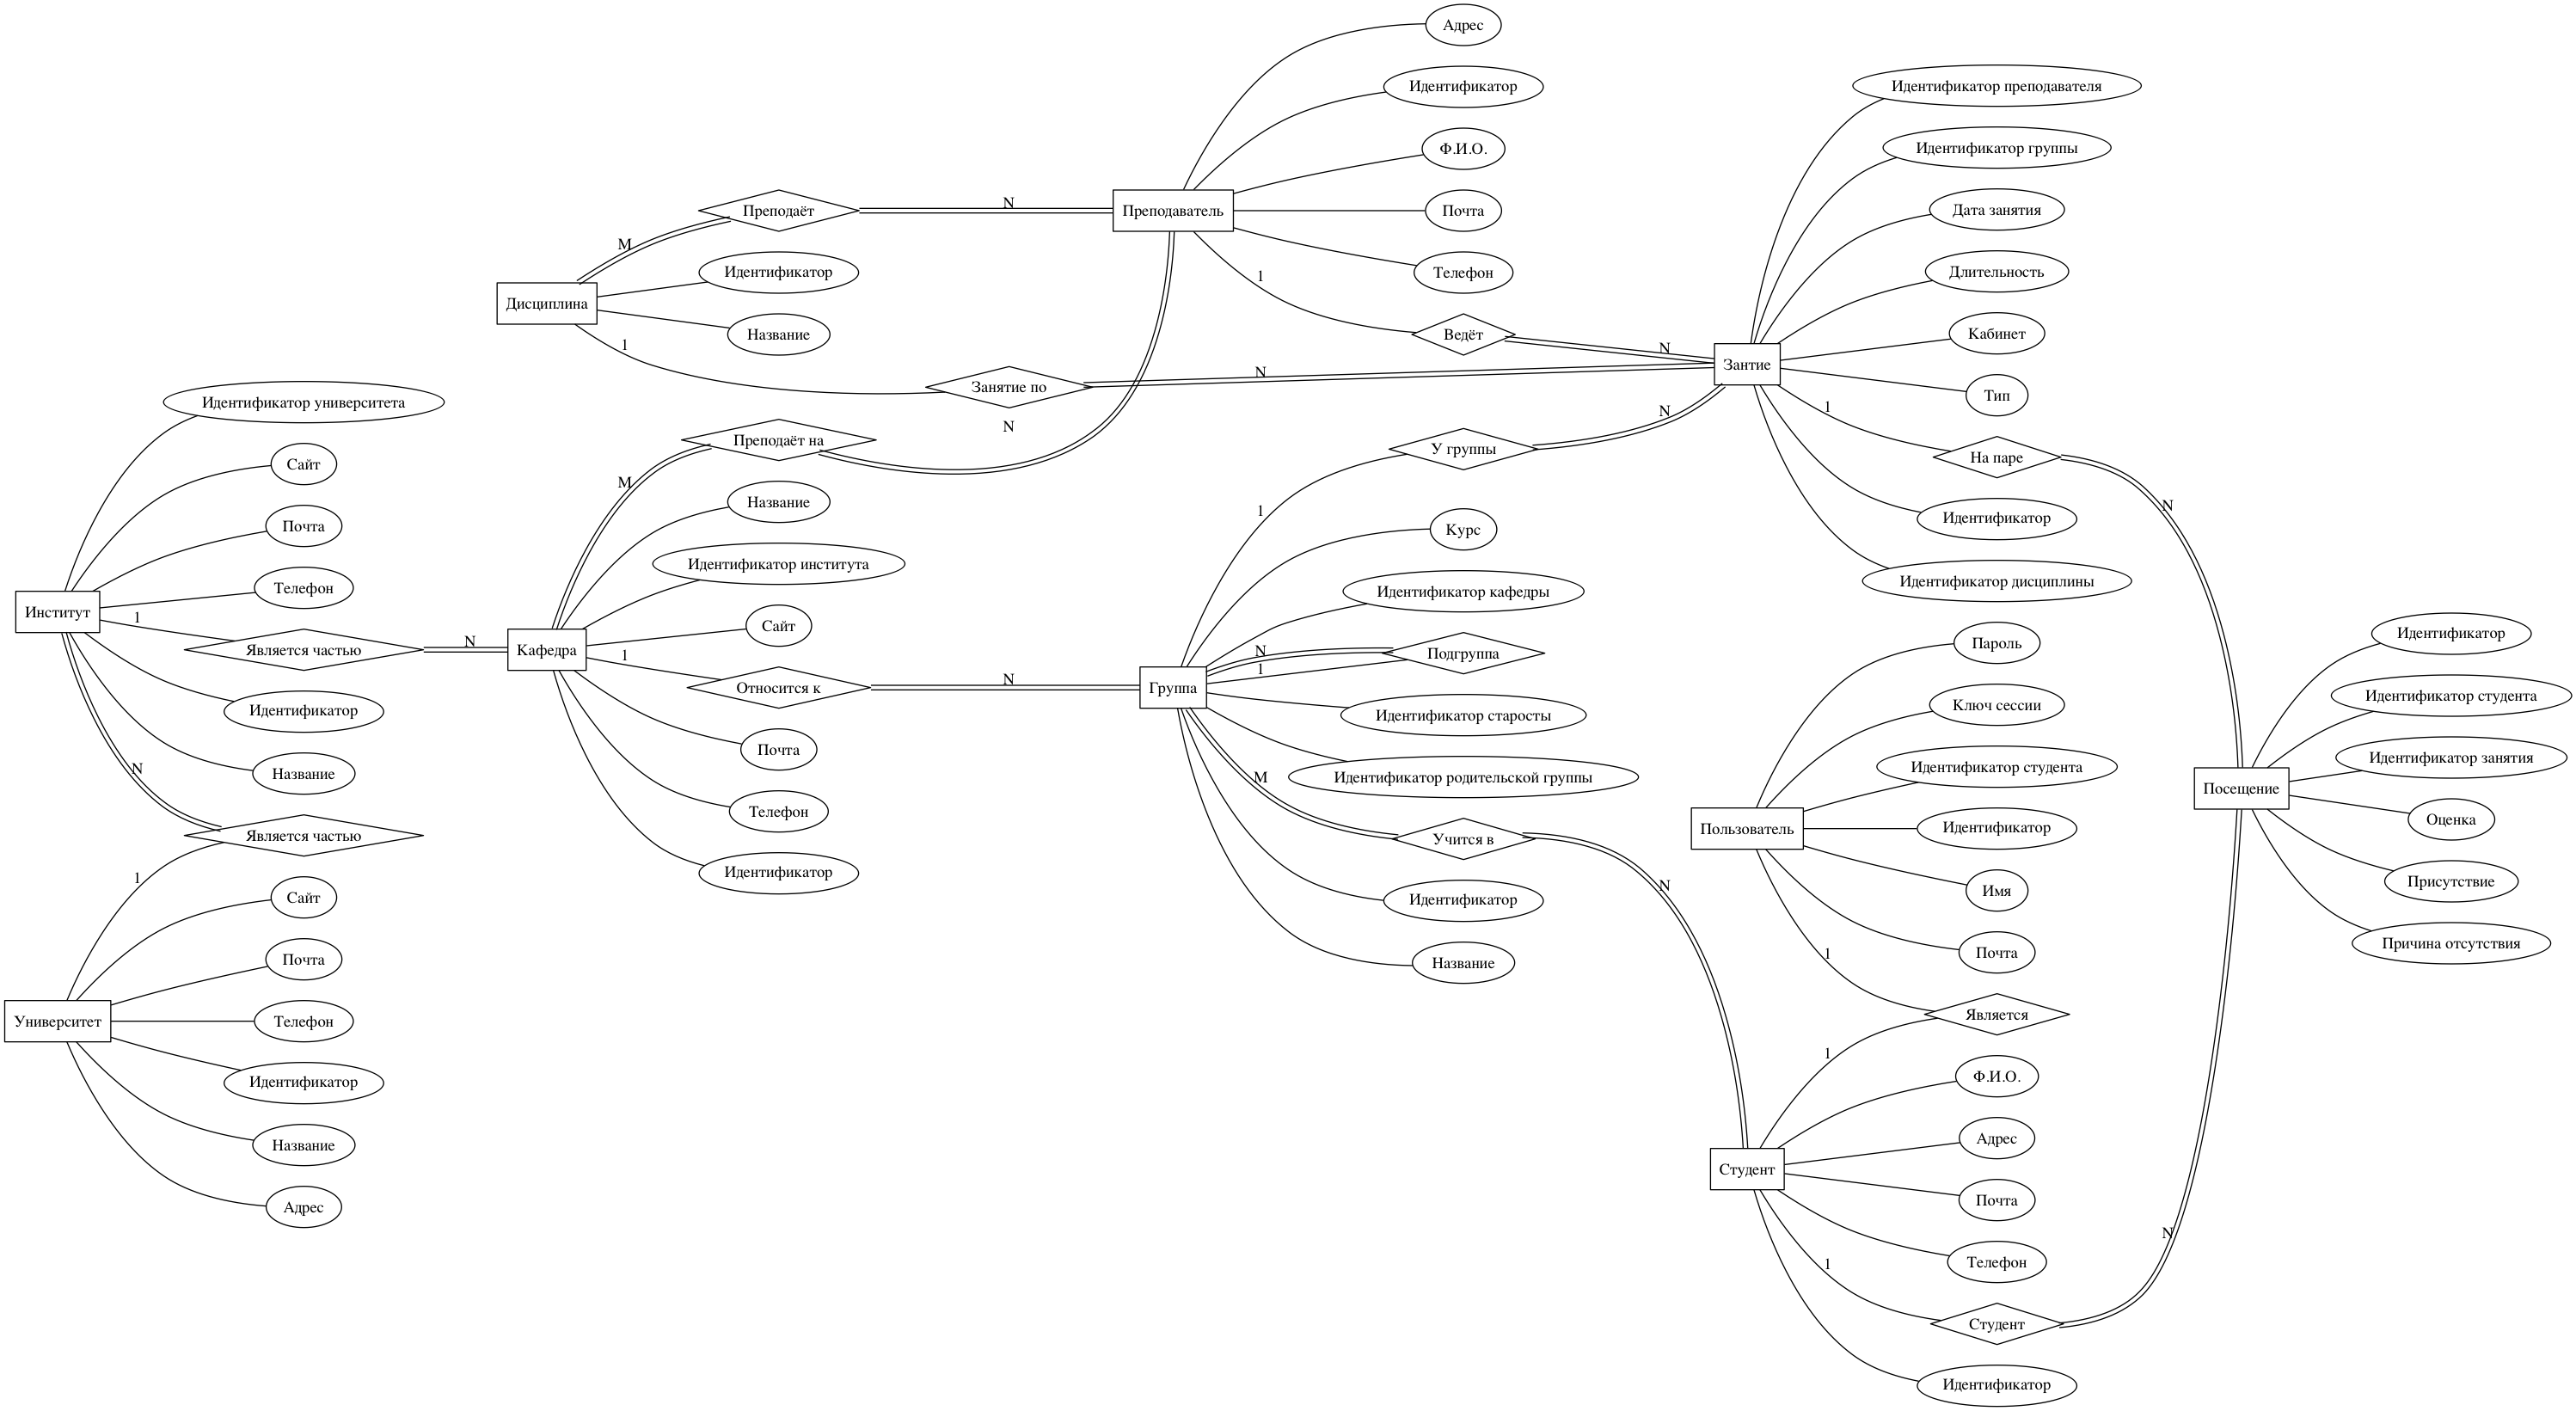 Адрес
Идентификатор
Ф.И.О.
Почта
Телефон
Преподаватель
Преподаёт
N
M
Дисциплина
Идентификатор
Название
1
Занятие по
N
1
Ведёт
N
Идентификатор преподавателя
Идентификатор группы
Дата занятия
Длительность
Кабинет
Тип
Зантие
1
На паре
N
Идентификатор
Идентификатор дисциплины
N
У группы
1
Преподаёт на
N
M
Название
Идентификатор института
Сайт
Кафедра
1
Относится к
N
Почта
Телефон
Идентификатор
Идентификатор университета
Сайт
Почта
Телефон
Институт
1
Является частью
N
Идентификатор
Название
N
Является частью
1
Сайт
Почта
Университет
Телефон
Идентификатор
Название
Адрес
Курс
Идентификатор кафедры
N
Подгруппа
1
Группа
Идентификатор старосты
Идентификатор родительской группы
M
Учится в
N
Идентификатор
Название
Пароль
Ключ сессии
Идентификатор студента
Пользователь
Идентификатор
Имя
Почта
1
Является
1
Ф.И.О.
Адрес
Студент
Почта
Телефон
1
Студент
N
Идентификатор
Идентификатор
Идентификатор студента
Идентификатор занятия
Посещение
Оценка
Присутствие
Причина отсутствия